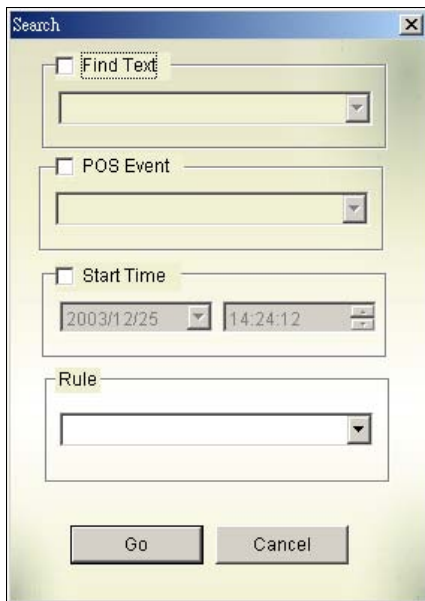 Search
Find Text
POS Event
Start Time
2003/12/25 14:24:12
Rule
Go Cancel